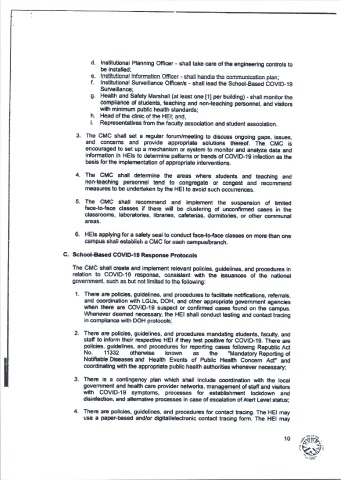 d. Institutional Planning Officer - shall take care of the engineering controls to
be installed;
e. Institutional Information Officer - shall handle the communication plan;
f. Institutional Surveillance Officer/s - shall lead the School-Based COVID-19
Surveillance;
g. Health and Safety Marshall (at least one [1] per building) - shall monitor the
compliance of students, teaching and non-teaching personnel, and visitors
with minimum public health standards;
h. Head of the clinic of the HEI; and,
i. Representatives from the faculty association and student association.
3. The CMC shall set a regular forum/meeting to discuss ongoing gaps, issues,
and concerns and provide appropriate solutions thereof. The CMC is
encouraged to set up a mechanism or system to monitor and analyze data and
information in HEIs to determine patterns or trends of COVID-19 infection as the
basis for the implementation of appropriate interventions.
4. The CMC shall determine the areas where students and teaching and
non-teaching personnel tend to congregate or congest and recommend
measures to be undertaken by the HEI to avoid such occurrences.
5. The CMC shall recommend and implement the suspension of limited
face-to-face classes if there will be clustering of unconfirmed cases in the
classrooms, laboratories, libraries, cafeterias, dormitories, or other communal
areas.
6. HEIs applying for a safety seal to conduct face-to-face classes on more than one
campus shall establish a CMC for each campus/branch.
C. School-Based COVID-19 Response Protocols
The CMC shall create and implement relevant policies, guidelines, and procedures in
relation to COVID-19 response, consistent with the issuances of the national
government, such as but not limited to the following:
1. There are policies, guidelines, and procedures to facilitate notifications, referrals,
and coordination with LGUs, DOH, and other appropriate government agencies
when there are COVID-19 suspect or confirmed cases found on the campus.
Whenever deemed necessary, the HEI shall conduct testing and contact tracing
in compliance with DOH protocols;
2. There are policies, guidelines, and procedures mandating students, faculty, and
staff to inform their respective HEI if they test positive for COVID-19. There are
policies, guidelines, and procedures for reporting cases following Republic Act
No. 11332 otherwise known as the "Mandatory Reporting of
Notifiable Diseases and Health Events of Public Health Concern Act" and
coordinating with the appropriate public health authorities whenever necessary;
3. There is a contingency plan which shall include coordination with the local
government and health care provider networks, management of staff and visitors
with COVID-19 symptoms, processes for establishment lockdown and
disinfection, and alternative processes in case of escalation of Alert Level status;
4. There are policies, guidelines, and procedures for contact tracing. The HEI may
use a paper-based and/or digital/electronic contact tracing form. The HEI may
10